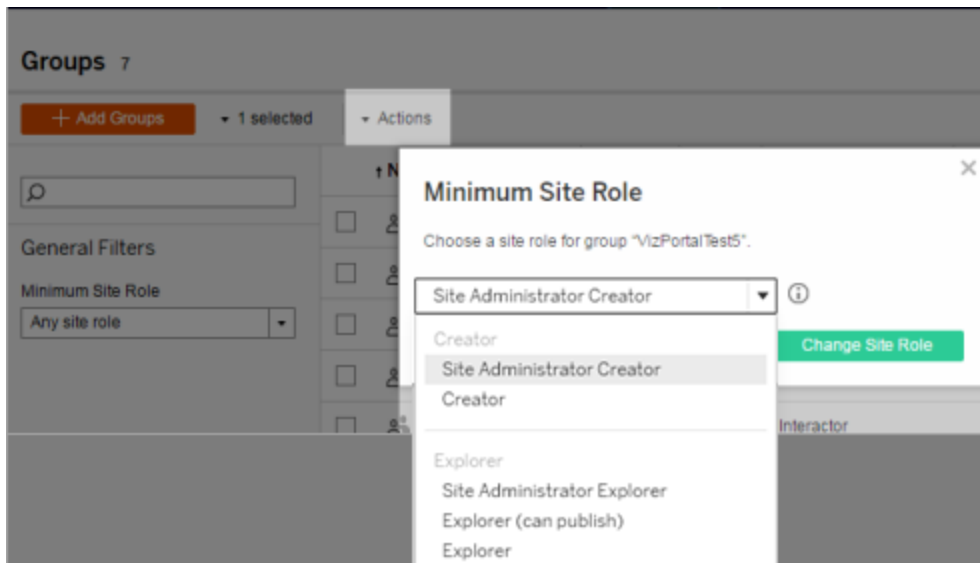 Groups 7
+ Add Groups
1 selected
Actions
↑ N
General Filters
Minimum Site Role
Any site role
Minimum Site Role
Choose a site role for group "VizPortalTest5".
Site Administrator Creator
Change Site Role
Creator
Site Administrator Creator
Creator
Interactor
Explorer
Site Administrator Explorer
Explorer (can publish)
Explorer